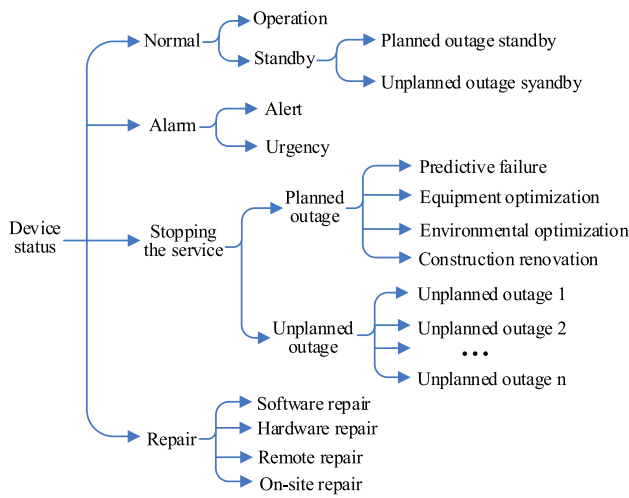 Device
status
Normal
Operation
Standby
Planned outage standby
Unplanned outage syandby
Alarm
Alert
Urgency
Stopping
the service
Planned
outage
Predictive failure
Equipment optimization
Environmental optimization
Construction renovation
Unplanned
outage
Unplanned outage 1
Unplanned outage 2
...
Unplanned outage n
Repair
Software repair
Hardware repair
Remote repair
On-site repair